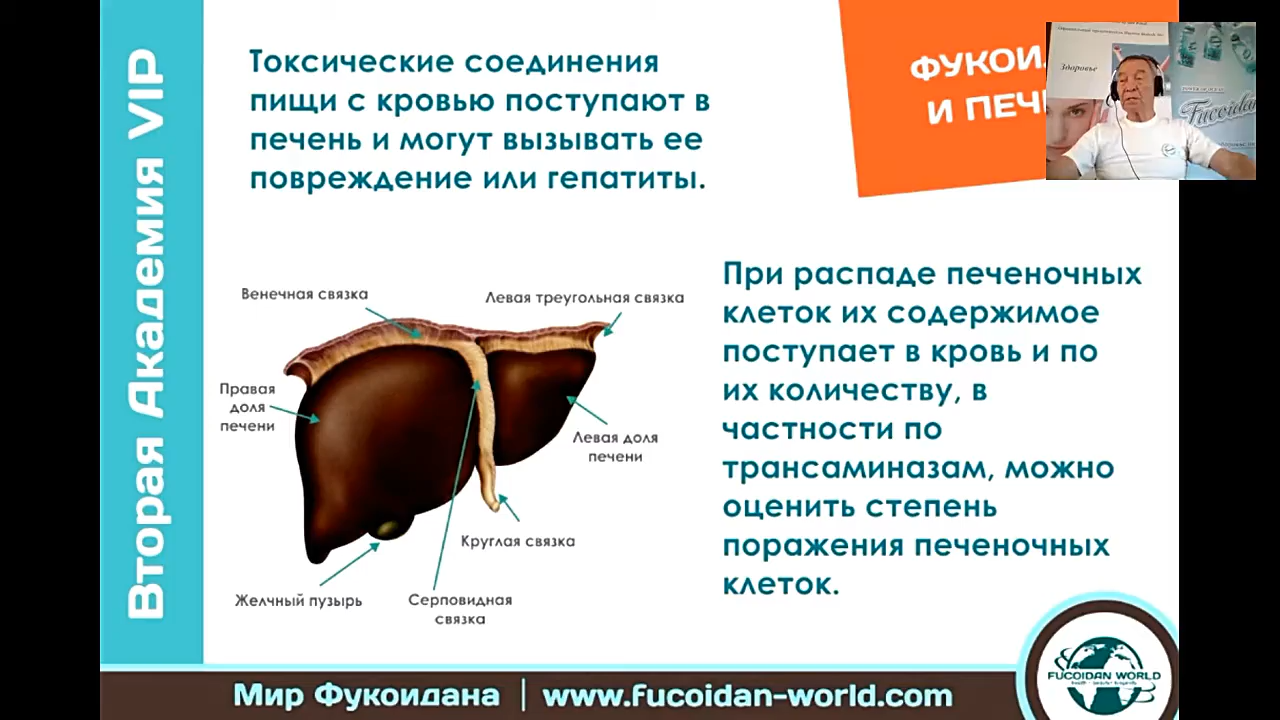 Вторая Академия VIP
Токсические соединения
пищи с кровью поступают в
печень и могут вызывать ее
повреждение или гепатиты.
И ПЕЧ
Здоровье
Fucoidan
Венечная связка
Левая треугольная связка
Правая
доля
печени
Левая доля
печени
Круглая связка
Желчный пузырь
Серповидная
связка
При распаде печеночных
клеток их содержимое
поступает в кровь и по
их количеству, в
частности по
трансаминазам, можно
оценить степень
поражения печеночных
клеток.
Мир Фукоидана | www.fucoidan-world.com
FUCOIDAN WORLD